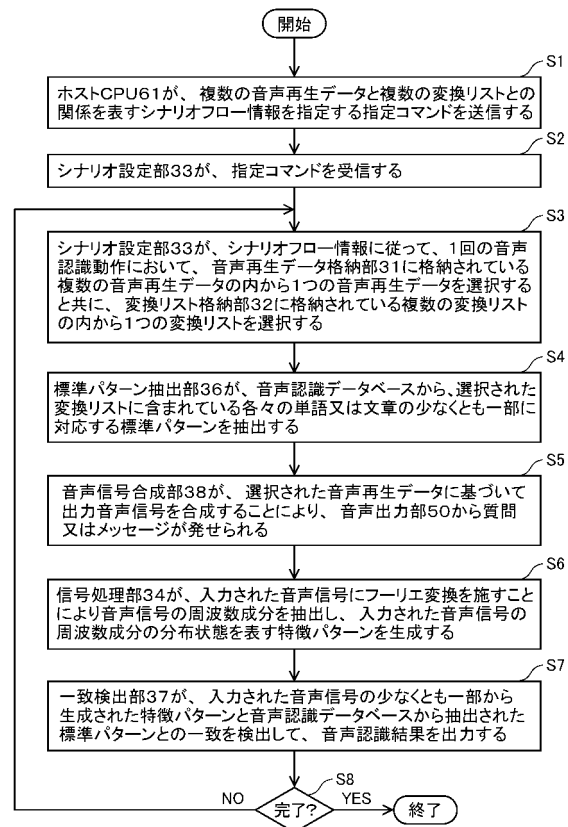 開始
S1
ホストCPU61が、複数の音声再生データと複数の変換リストとの
関係を表すシナリオフロー情報を指定する指定コマンドを送信する
S2
シナリオ設定部33が、指定コマンドを受信する
S3
シナリオ設定部33が、シナリオフロー情報に従って、1回の音声
認識動作において、音声再生データ格納部31に格納されている
複数の音声再生データの内から1つの音声再生データを選択する
と共に、変換リスト格納部32に格納されている複数の変換リスト
の内から1つの変換リストを選択する
S4
標準パターン抽出部36が、音声認識データベースから、選択された
変換リストに含まれている各々の単語又は文章の少なくとも一部に
対応する標準パターンを抽出する
S5
音声信号合成部38が、選択された音声再生データに基づいて
出力音声信号を合成することにより、音声出力部50から質問
又はメッセージが発せられる
S6
信号処理部34が、入力された音声信号にフーリエ変換を施すこと
により音声信号の周波数成分を抽出し、入力された音声信号の
周波数成分の分布状態を表す特徴パターンを生成する
S7
一致検出部37が、入力された音声信号の少なくとも一部から
生成された特徴パターンと音声認識データベースから抽出された
標準パターンとの一致を検出して、音声認識結果を出力する
S8
NO 完了? YES 終了